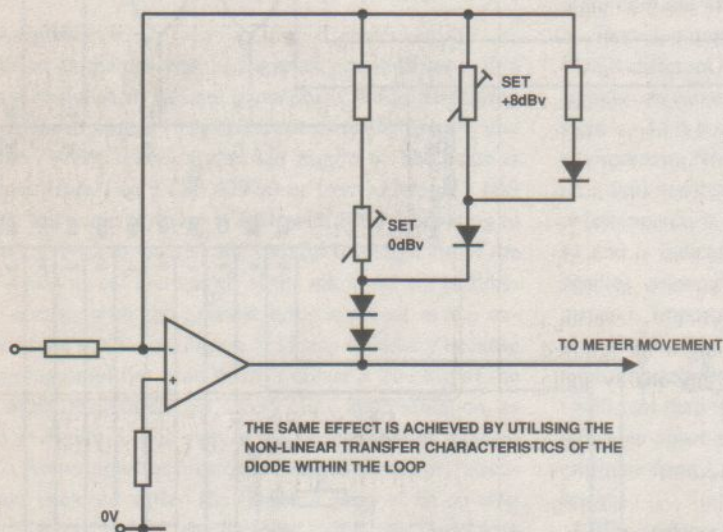 SET
+8dBv
SET
0dBv
TO METER MOVEMENT
+
THE SAME EFFECT IS ACHIEVED BY UTILISING THE
NON-LINEAR TRANSFER CHARACTERISTICS OF THE
DIODE WITHIN THE LOOP
0V